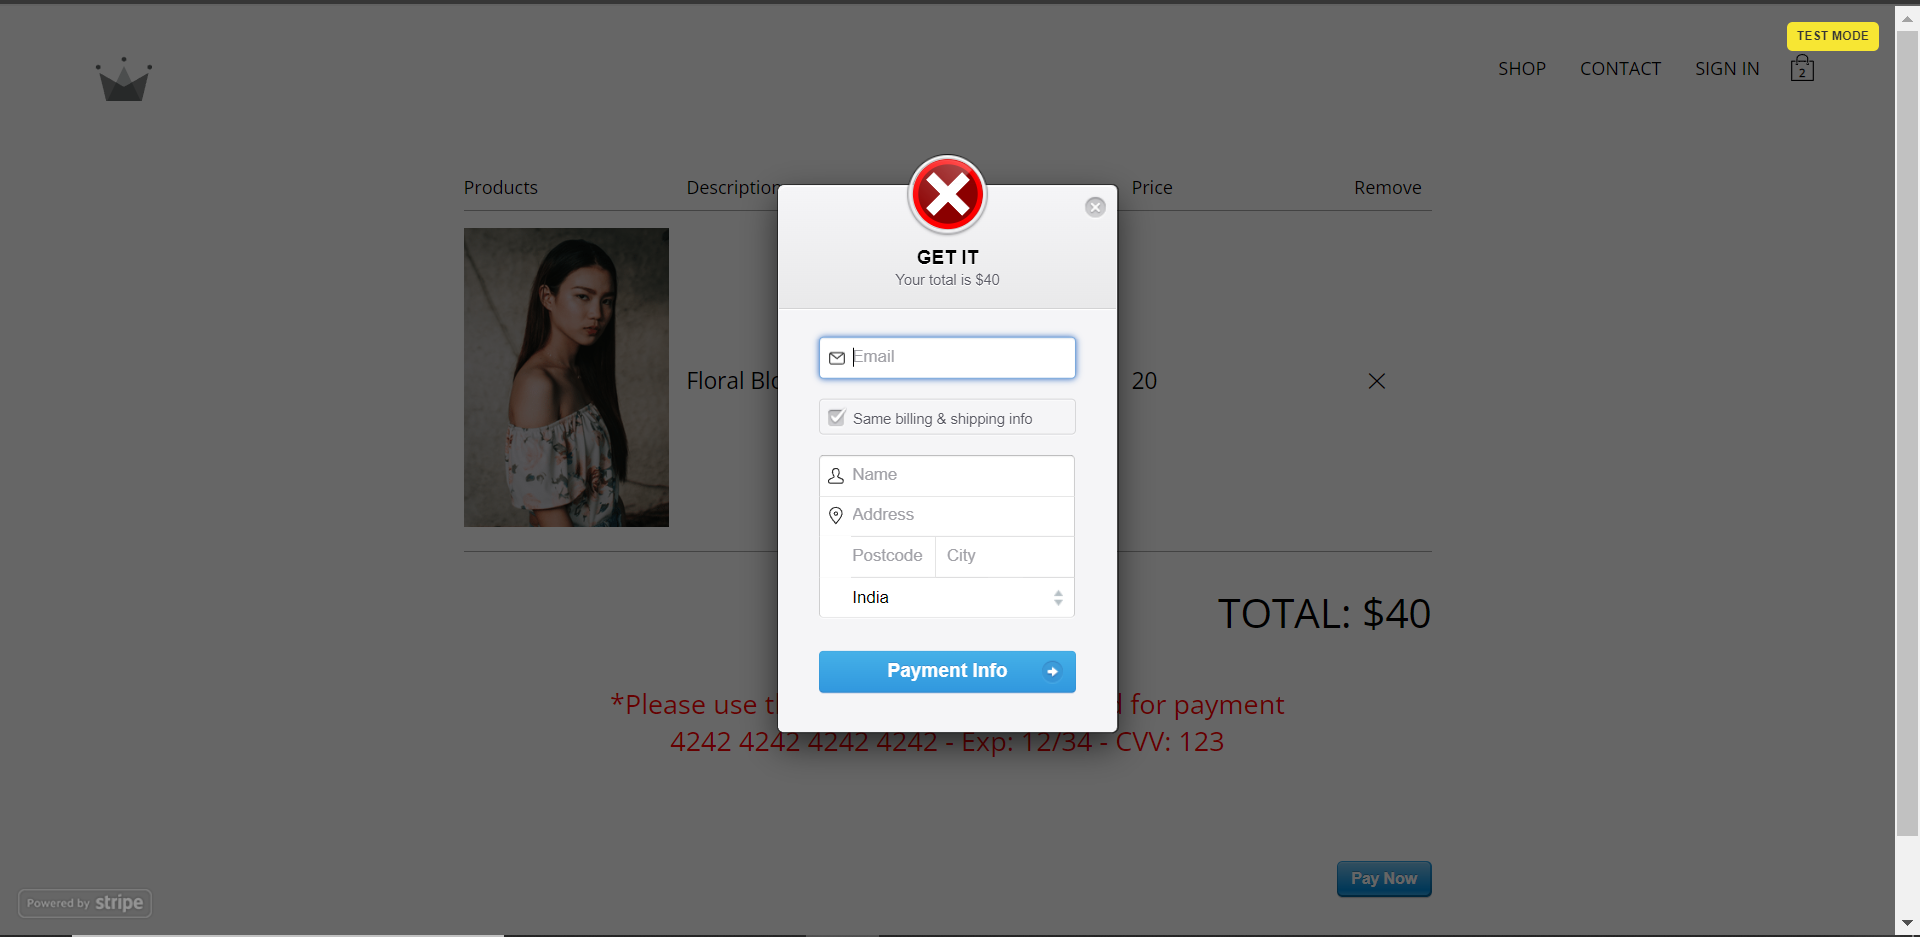 TEST MODE
SHOP CONTACT SIGN IN 2
Products Description Price Remove
GET IT
Your total is $40
Email
Floral 20
Same billing & shipping info
Name
Address
Postcode City
India
TOTAL: $40
Payment Info
*Please use for payment
4242 4242 4242 4242 - Exp: 12/34 - CVV: 123
Pay Now
Powered by stripe